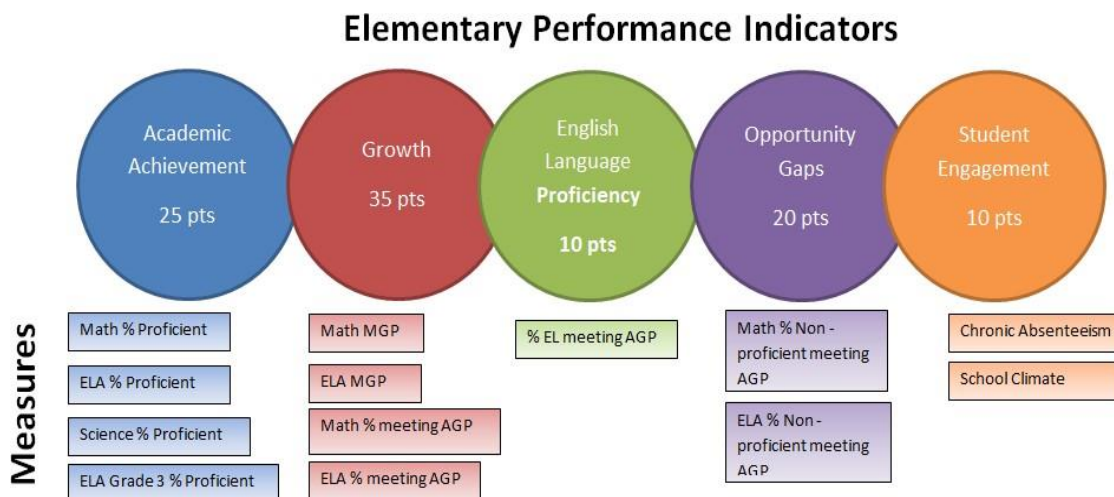 Elementary Performance Indicators
Academic
Achievement
25 pts
Growth
35 pts
English
Language
Proficiency
10 pts
Opportunity
Gaps
20 pts
Student
Engagement
10 pts
Measures
Math % Proficient
ELA % Proficient
Science % Proficient
ELA Grade 3 % Proficient
Math MGP
ELA MGP
Math % meeting AGP
ELA % meeting AGP
% EL meeting AGP
Math % Non -
proficient meeting
AGP
ELA % Non -
proficient meeting
AGP
Chronic Absenteeism
School Climate